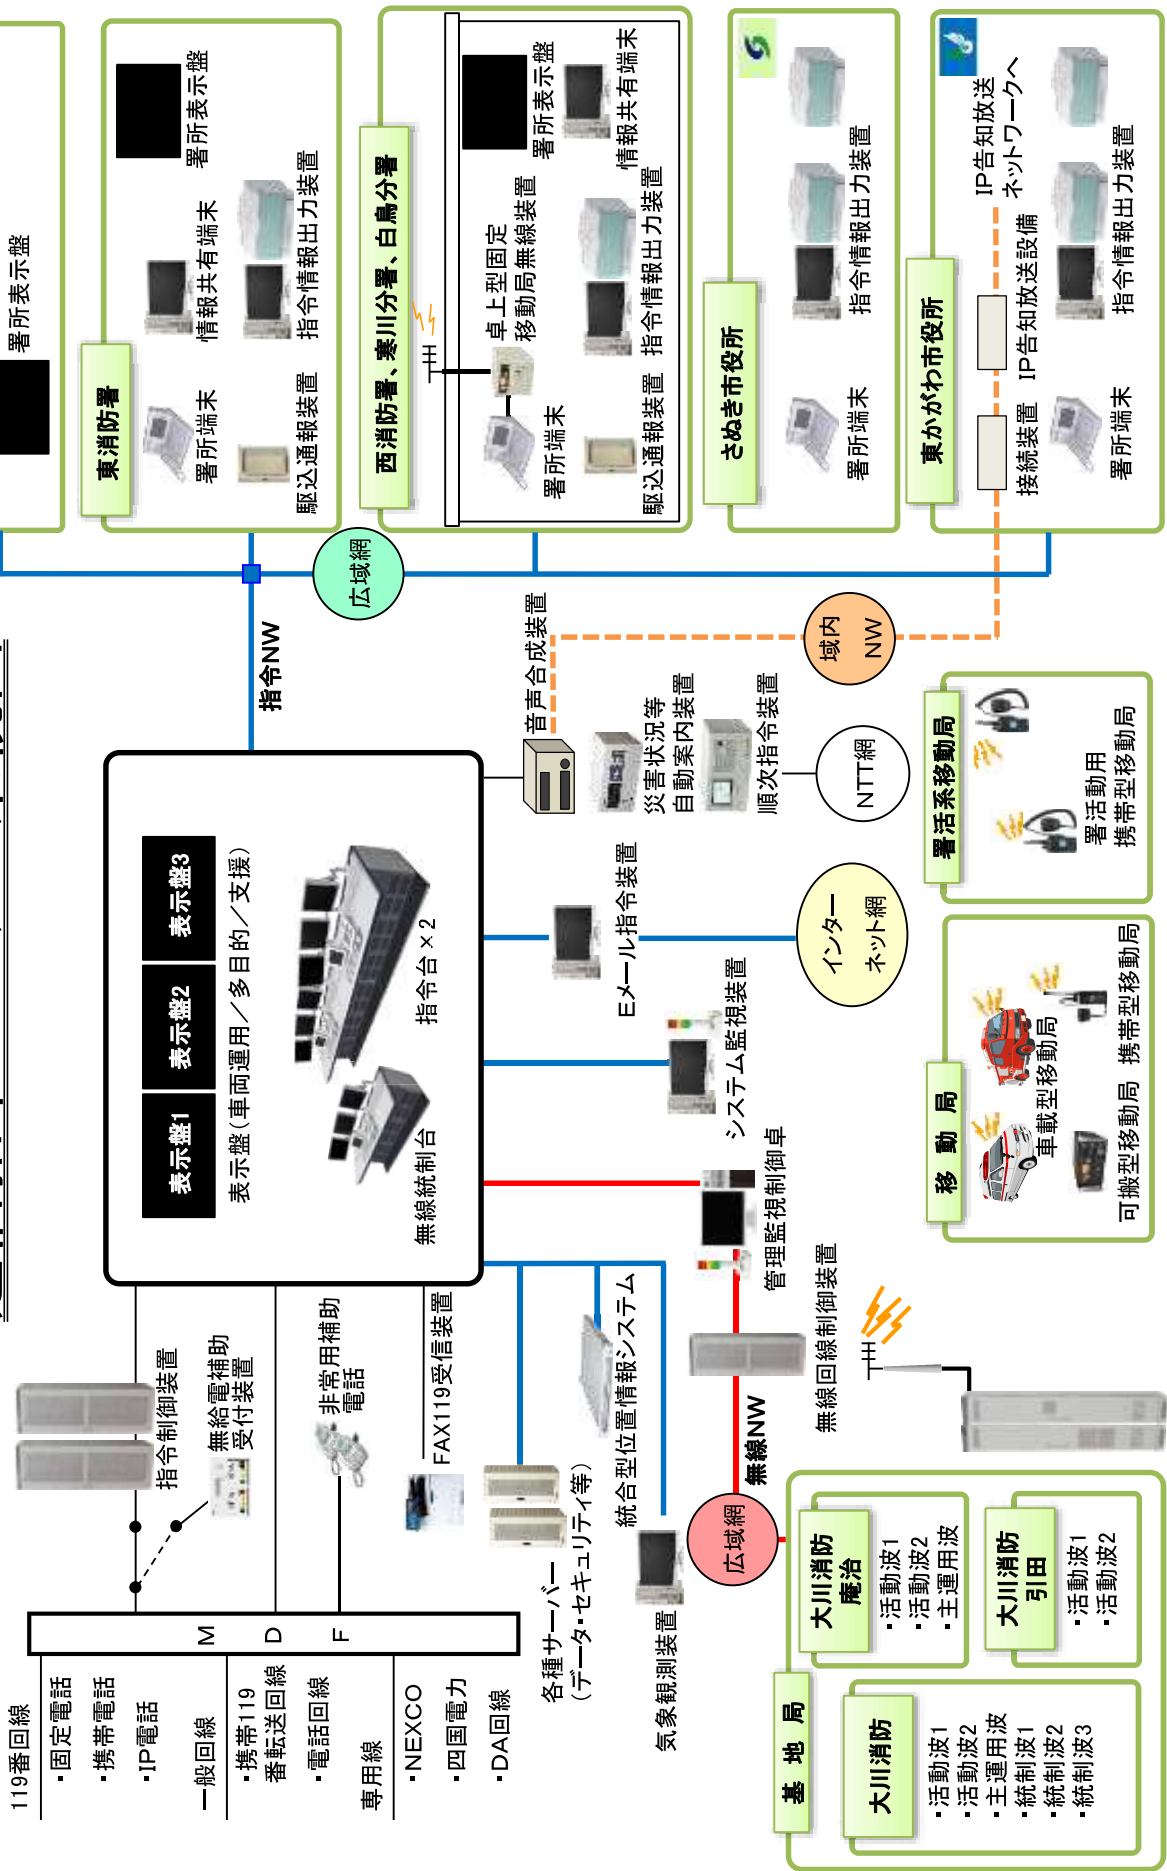 119番回線
・固定電話
・携帯電話
・IP電話
一般回線
・携帯119
番転送回線
・電話回線
専用線
・NEXCO
・四国電力
・DA回線
M
D
F
指令制御装置
無給電補助
受付装置
非常用補助
電話
FAX119受信装置
各種サーバー
(データ・セキュリティ等)
統合型位置情報システム
気象観測装置
表示盤1
表示盤2
表示盤3
表示盤(車両運用/多目的/支援)
無線統制台
指令台×2
指令NW
広域網
署所表示盤
東消防署
署所端末
情報共有端末
署所表示盤
駆込通報装置
指令情報出力装置
西消防署、寒川分署、白鳥分署
署所端末
卓上型固定
移動局無線装置
署所表示盤
情報共有端末
駆込通報装置
指令情報出力装置
さぬき市役所
署所端末
指令情報出力装置
東かがわ市役所
接続装置
IP告知放送設備
IP告知放送
ネットワークへ
署所端末
指令情報出力装置
音声合成装置
域内
NW
災害状況等
自動案内装置
順次指令装置
NTT網
Eメール指令装置
インター
ネット網
システム監視装置
管理監視制御卓
無線回線制御装置
無線NW
広域網
基地局
大川消防
・活動波1
・活動波2
・主運用波
・統制波1
・統制波2
・統制波3
大川消防
庵治
・活動波1
・活動波2
・主運用波
大川消防
引田
・活動波1
・活動波2
移動局
車載型移動局
可搬型移動局
携帯型移動局
署活系移動局
署活動用
携帯型移動局